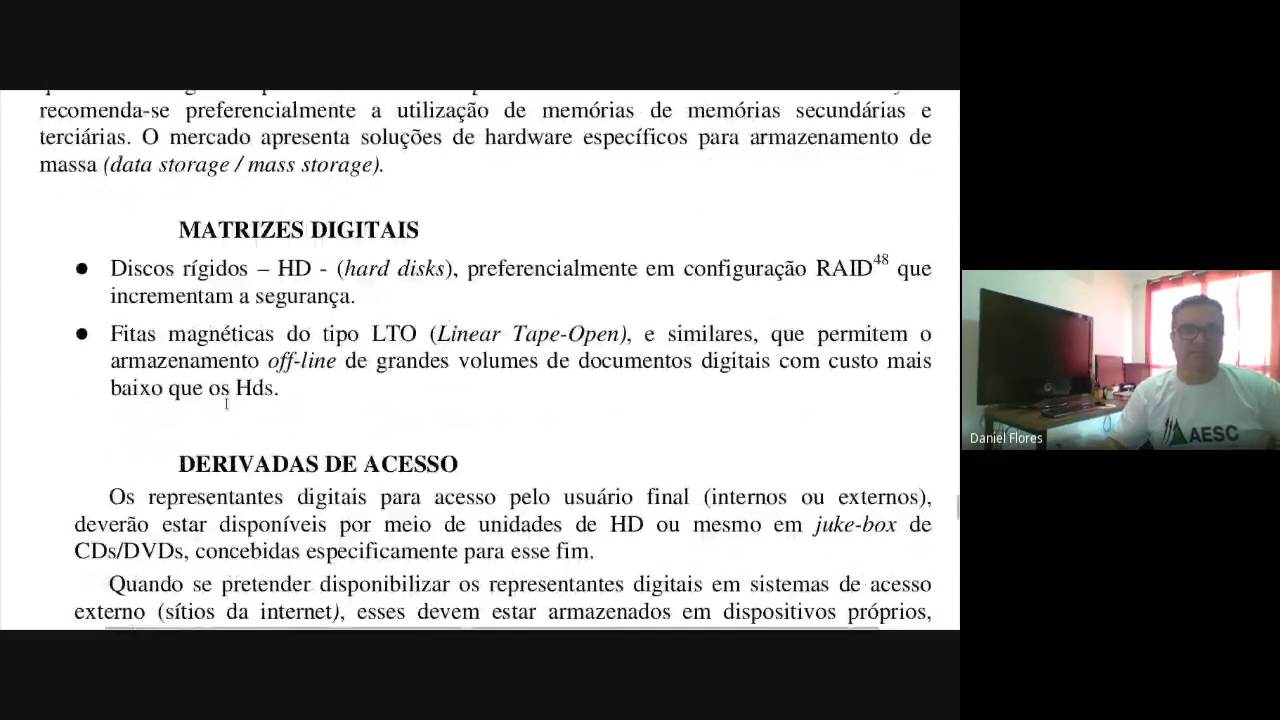 recomenda-se preferencialmente a utilização de memórias de memórias secundárias e
terciárias. O mercado apresenta soluções de hardware específicos para armazenamento de
massa (data storage / mass storage).
MATRIZES DIGITAIS
● Discos rígidos – HD - (hard disks), preferencialmente em configuração RAID48 que
incrementam a segurança.
● Fitas magnéticas do tipo LTO (Linear Tape-Open), e similares, que permitem o
armazenamento off-line de grandes volumes de documentos digitais com custo mais
baixo que os Hds.
DERIVADAS DE ACESSO
Os representantes digitais para acesso pelo usuário final (internos ou externos),
deverão estar disponíveis por meio de unidades de HD ou mesmo em juke-box de
CDs/DVDs, concebidas especificamente para esse fim.
Quando se pretender disponibilizar os representantes digitais em sistemas de acesso
externo (sítios da internet), esses devem estar armazenados em dispositivos próprios,
Daniel Flores
AESC